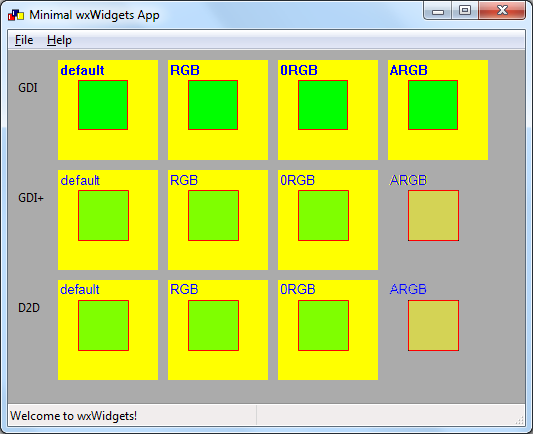 Minimal wxWidgets App
File Help
GDI default RGB 0RGB ARGB
GDI+ default RGB 0RGB ARGB
D2D default RGB 0RGB ARGB
Welcome to wxWidgets!